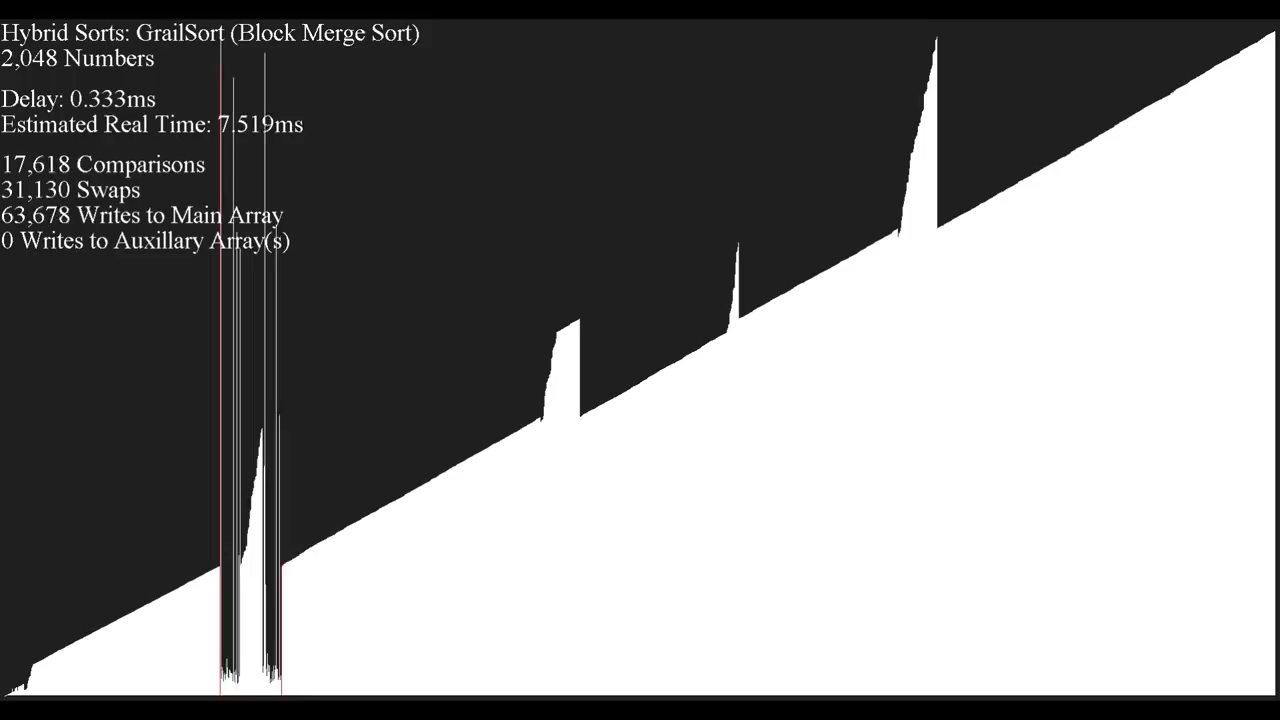 Hybrid Sorts: GrailSort (Block Merge Sort)
2,048 Numbers
Delay: 0.333ms
Estimated Real Time: 7.519ms
17,618 Comparisons
31,130 Swaps
63,678 Writes to Main Array
0 Writes to Auxillary Array(s)